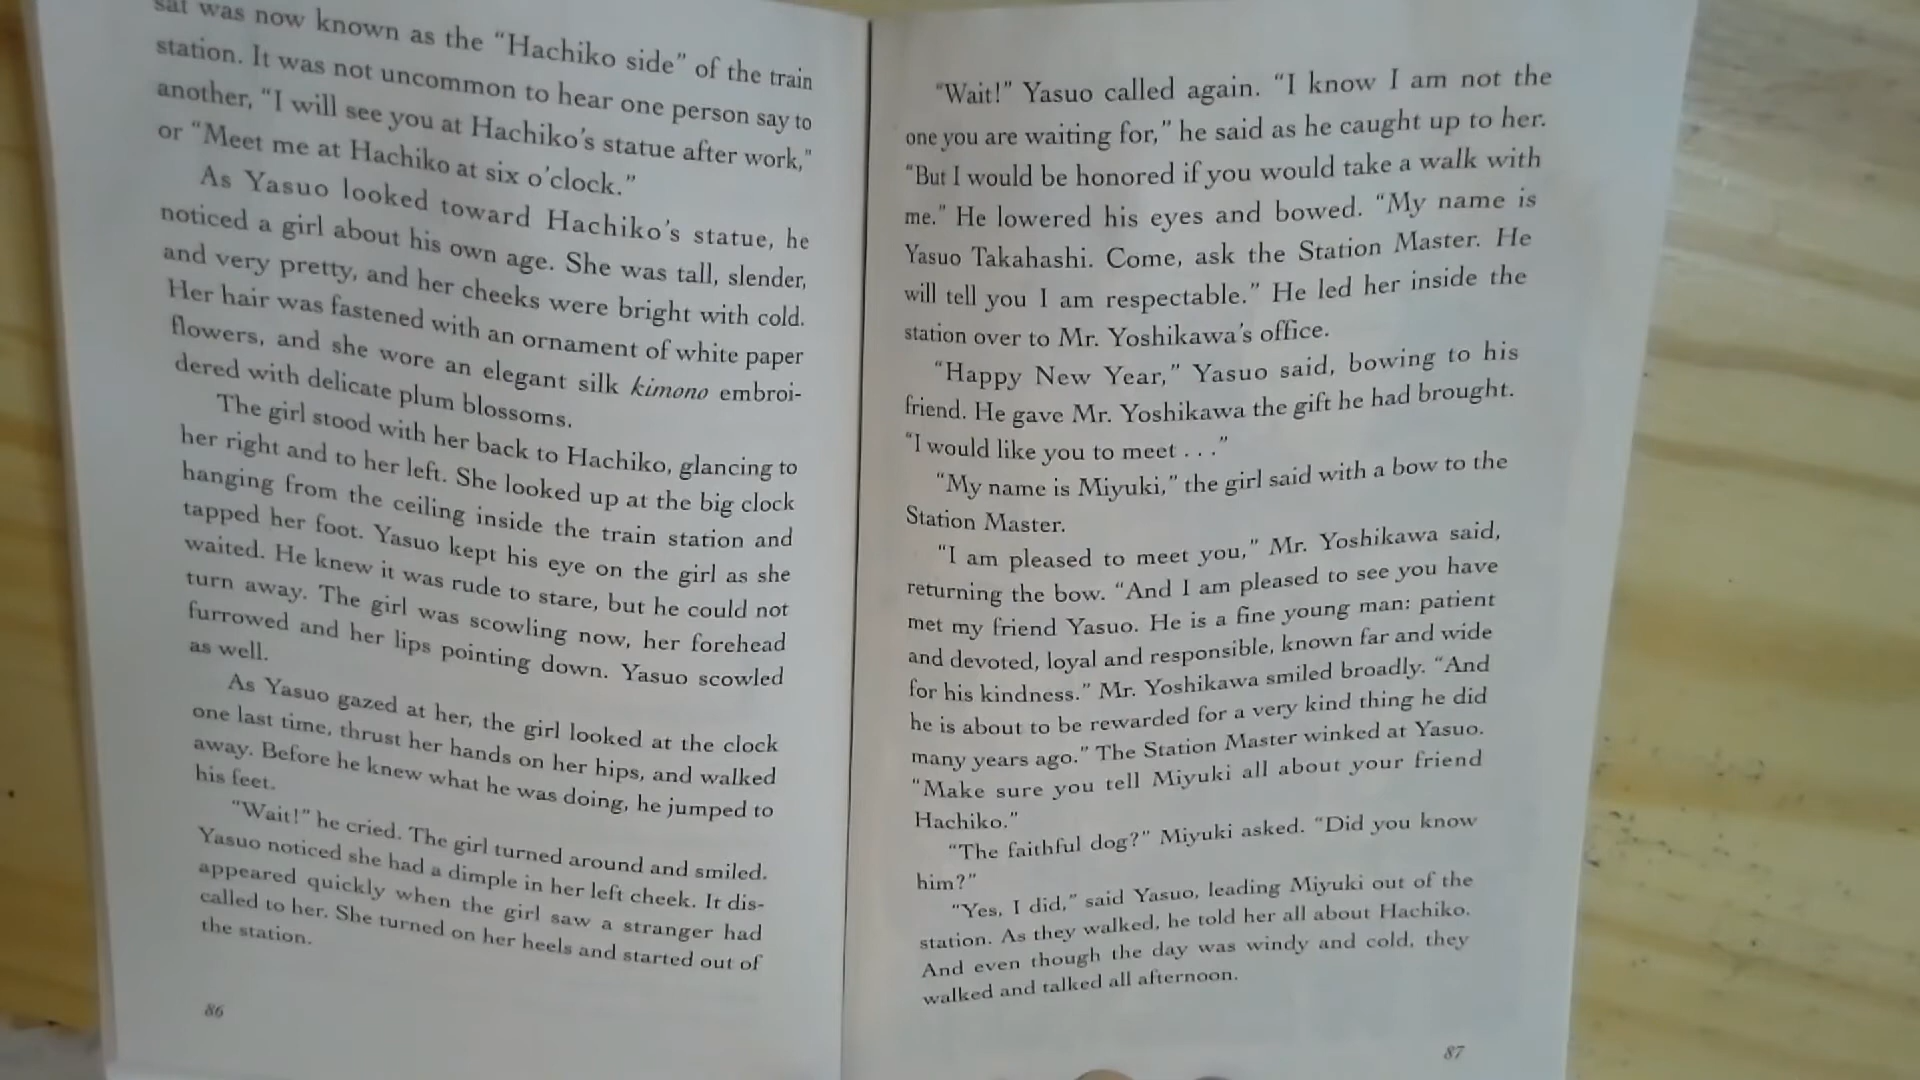 sat was now known as the “Hachiko side” of the train
station. It was not uncommon to hear one person say to
another, “I will see you at Hachiko’s statue after work,”
or “Meet me at Hachiko at six o’clock.”
As Yasuo looked toward Hachiko’s statue, he
noticed a girl about his own age. She was tall, slender,
and very pretty, and her cheeks were bright with cold.
Her hair was fastened with an ornament of white paper
flowers, and she wore an elegant silk kimono embroi-
dered with delicate plum blossoms.
The girl stood with her back to Hachiko, glancing to
her right and to her left. She looked up at the big clock
hanging from the ceiling inside the train station and
tapped her foot. Yasuo kept his eye on the girl as she
waited. He knew it was rude to stare, but he could not
turn away. The girl was scowling now, her forehead
furrowed and her lips pointing down. Yasuo scowled
as well.
As Yasuo gazed at her, the girl looked at the clock
one last time, thrust her hands on her hips, and walked
away. Before he knew what he was doing, he jumped to
his feet.
“Wait!” he cried. The girl turned around and smiled.
Yasuo noticed she had a dimple in her left cheek. It dis-
appeared quickly when the girl saw a stranger had
called to her. She turned on her heels and started out of
the station.
86
“Wait!” Yasuo called again. “I know I am not the
one you are waiting for,” he said as he caught up to her.
“But I would be honored if you would take a walk with
me.” He lowered his eyes and bowed. “My name is
Yasuo Takahashi. Come, ask the Station Master. He
will tell you I am respectable.” He led her inside the
station over to Mr. Yoshikawa’s office.
“Happy New Year,” Yasuo said, bowing to his
friend. He gave Mr. Yoshikawa the gift he had brought.
“I would like you to meet . . .”
“My name is Miyuki,” the girl said with a bow to the
Station Master.
“I am pleased to meet you,” Mr. Yoshikawa said,
returning the bow. “And I am pleased to see you have
met my friend Yasuo. He is a fine young man: patient
and devoted, loyal and responsible, known far and wide
for his kindness.” Mr. Yoshikawa smiled broadly. “And
he is about to be rewarded for a very kind thing he did
many years ago.” The Station Master winked at Yasuo.
“Make sure you tell Miyuki all about your friend
Hachiko.”
“The faithful dog?” Miyuki asked. “Did you know
him?”
“Yes, I did,” said Yasuo, leading Miyuki out of the
station. As they walked, he told her all about Hachiko.
And even though the day was windy and cold, they
walked and talked all afternoon.
87